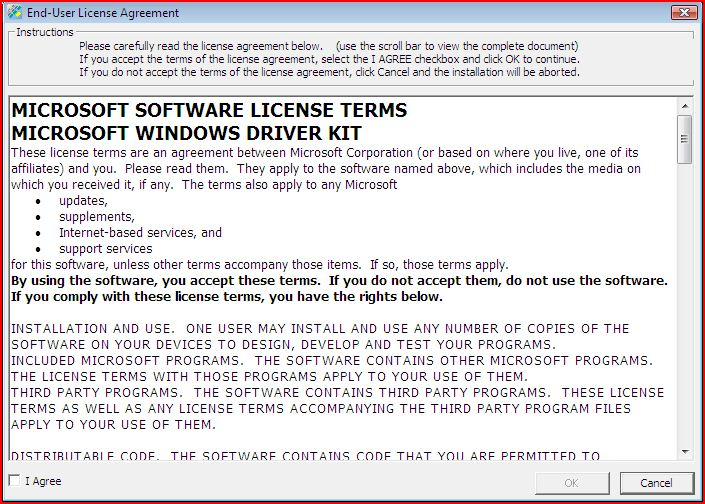 End-User License Agreement
Instructions
Please carefully read the license agreement below. (use the scroll bar to view the complete document)
If you accept the terms of the license agreement, select the I AGREE checkbox and click OK to continue.
If you do not accept the terms of the license agreement, click Cancel and the installation will be aborted.
MICROSOFT SOFTWARE LICENSE TERMS
MICROSOFT WINDOWS DRIVER KIT
These license terms are an agreement between Microsoft Corporation (or based on where you live, one of its
affiliates) and you. Please read them. They apply to the software named above, which includes the media on
which you received it, if any. The terms also apply to any Microsoft
• updates,
• supplements,
• Internet-based services, and
• support services
for this software, unless other terms accompany those items. If so, those terms apply.
By using the software, you accept these terms. If you do not accept them, do not use the software.
If you comply with these license terms, you have the rights below.
INSTALLATION AND USE. ONE USER MAY INSTALL AND USE ANY NUMBER OF COPIES OF THE
SOFTWARE ON YOUR DEVICES TO DESIGN, DEVELOP AND TEST YOUR PROGRAMS.
INCLUDED MICROSOFT PROGRAMS. THE SOFTWARE CONTAINS OTHER MICROSOFT PROGRAMS.
THE LICENSE TERMS WITH THOSE PROGRAMS APPLY TO YOUR USE OF THEM.
THIRD PARTY PROGRAMS. THE SOFTWARE CONTAINS THIRD PARTY PROGRAMS. THESE LICENSE
TERMS AS WELL AS ANY LICENSE TERMS ACCOMPANYING THE THIRD PARTY PROGRAM FILES
APPLY TO YOUR USE OF THEM.
DISTRIBUTABLE CODE. THE SOFTWARE CONTAINS CODE THAT YOU ARE PERMITTED TO
I Agree
OK
Cancel